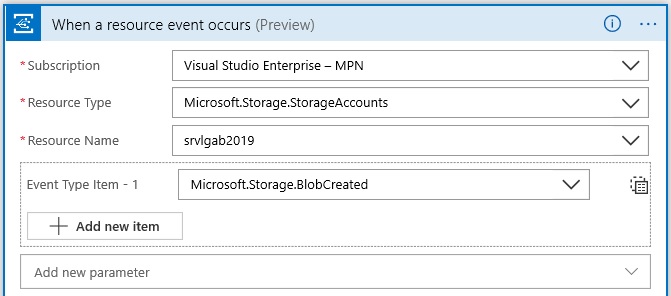 When a resource event occurs (Preview)
* Subscription Visual Studio Enterprise – MPN
* Resource Type Microsoft.Storage.StorageAccounts
* Resource Name srvlgab2019
Event Type Item - 1 Microsoft.Storage.BlobCreated
Add new item
Add new parameter